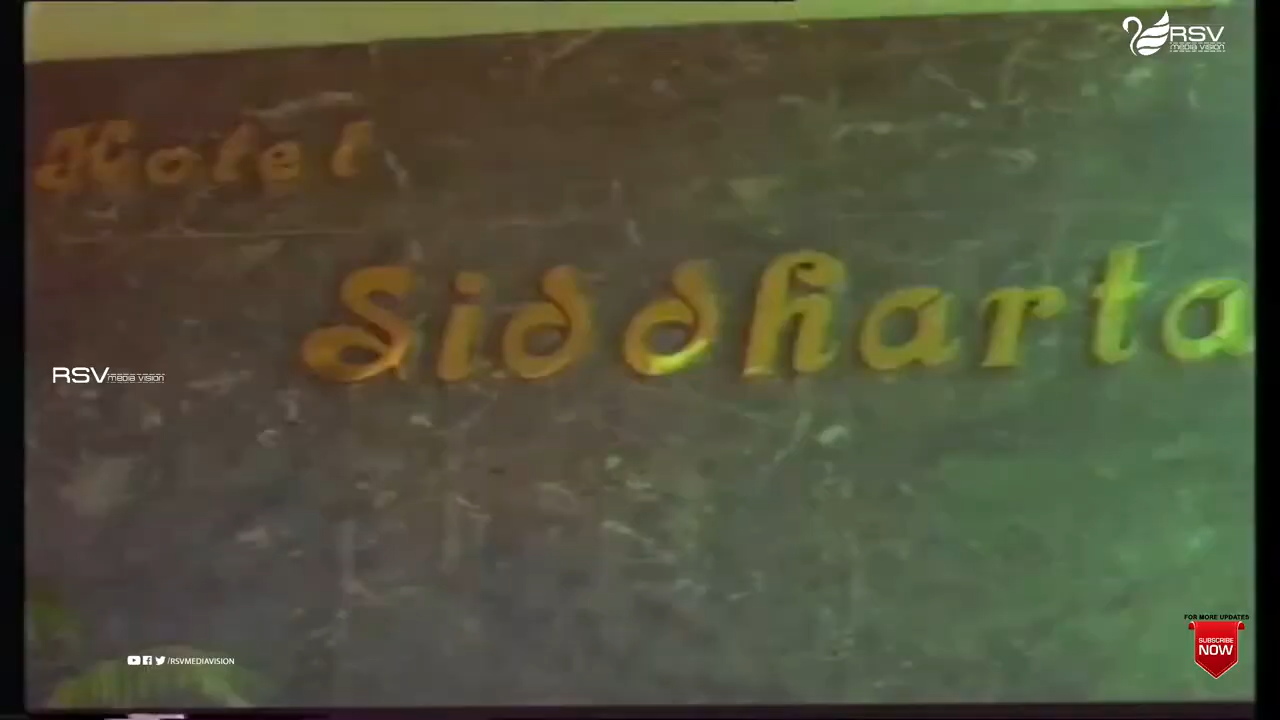 RSV
media vision
Hotel
Siddharta
RSV media vision
/RSVMEDIAVISION
FOR MORE UPDATES
SUBSCRIBE
NOW